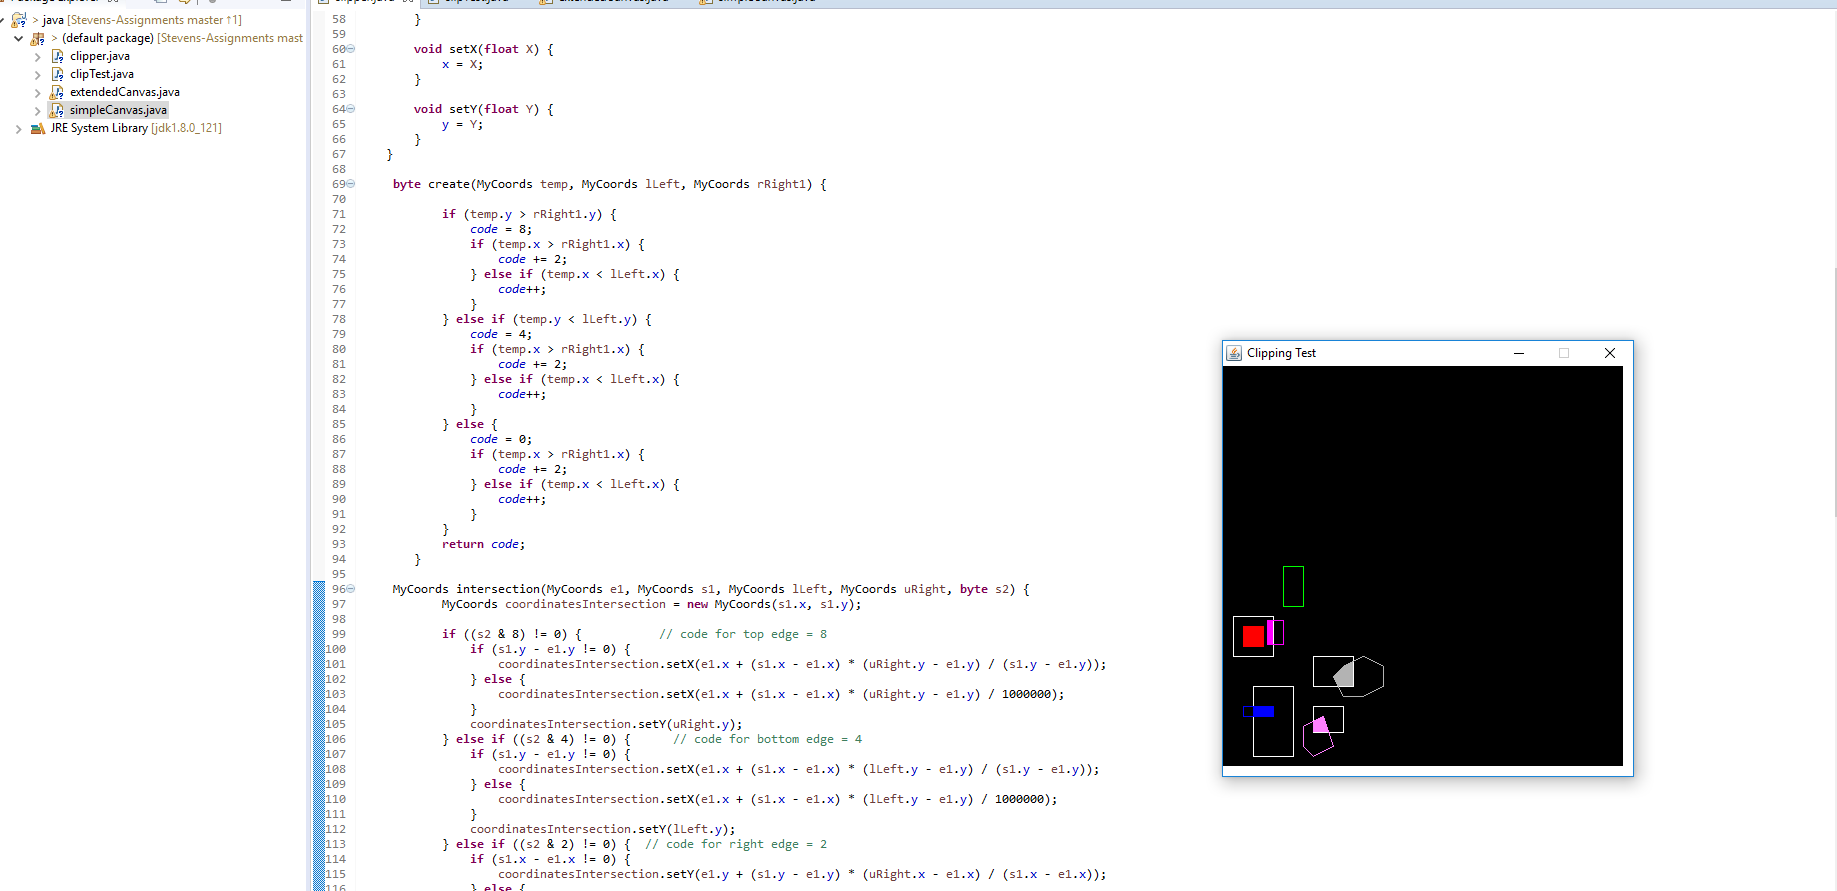 java [Stevens-Assignments master ↑1]
> (default package) [Stevens-Assignments mast
clipper.java
clipTest.java
extendedCanvas.java
simpleCanvas.java
JRE System Library [jdk1.8.0_121]
58 }
59
60 void setX(float X) {
61 x = X;
62 }
63
64 void setY(float Y) {
65 y = Y;
66 }
67 }
68
69 byte create(MyCoords temp, MyCoords lLeft, MyCoords rRight1) {
70
71 if (temp.y > rRight1.y) {
72 code = 8;
73 if (temp.x > rRight1.x) {
74 code += 2;
75 } else if (temp.x < lLeft.x) {
76 code++;
77 }
78 } else if (temp.y < lLeft.y) {
79 code = 4;
80 if (temp.x > rRight1.x) {
81 code += 2;
82 } else if (temp.x < lLeft.x) {
83 code++;
84 }
85 } else {
86 code = 0;
87 if (temp.x > rRight1.x) {
88 code += 2;
89 } else if (temp.x < lLeft.x) {
90 code++;
91 }
92 }
93 return code;
94 }
95
96 MyCoords intersection(MyCoords e1, MyCoords s1, MyCoords lLeft, MyCoords uRight, byte s2) {
97 MyCoords coordinatesIntersection = new MyCoords(s1.x, s1.y);
98
99 if ((s2 & 8) != 0) { // code for top edge = 8
100 if (s1.y - e1.y != 0) {
101 coordinatesIntersection.setX(e1.x + (s1.x - e1.x) * (uRight.y - e1.y) / (s1.y - e1.y));
102 } else {
103 coordinatesIntersection.setX(e1.x + (s1.x - e1.x) * (uRight.y - e1.y) / 1000000);
104 }
105 coordinatesIntersection.setY(uRight.y);
106 } else if ((s2 & 4) != 0) { // code for bottom edge = 4
107 if (s1.y - e1.y != 0) {
108 coordinatesIntersection.setX(e1.x + (s1.x - e1.x) * (lLeft.y - e1.y) / (s1.y - e1.y));
109 } else {
110 coordinatesIntersection.setX(e1.x + (s1.x - e1.x) * (lLeft.y - e1.y) / 1000000);
111 }
112 coordinatesIntersection.setY(lLeft.y);
113 } else if ((s2 & 2) != 0) { // code for right edge = 2
114 if (s1.x - e1.x != 0) {
115 coordinatesIntersection.setY(e1.y + (s1.y - e1.y) * (uRight.x - e1.x) / (s1.x - e1.x));
116 } else {
Clipping Test